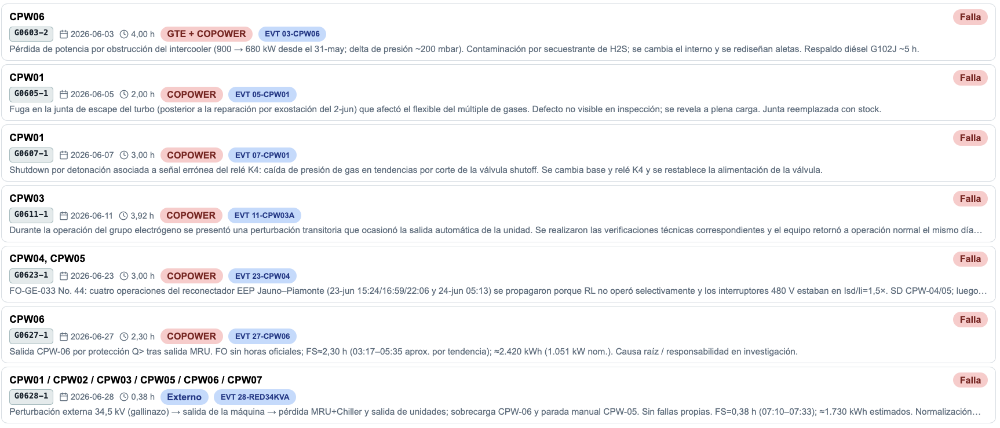 CPW06
Falla
G0603-2 2026-06-03 4,00 h GTE + COPOWER EVT 03-CPW06
Pérdida de potencia por obstrucción del intercooler (900 → 680 kW desde el 31-may; delta de presión ~200 mbar). Contaminación por secuestrante de H2S; se cambia el interno y se rediseñan aletas. Respaldo diésel G102J ~5 h.
CPW01
Falla
G0605-1 2026-06-05 2,00 h COPOWER EVT 05-CPW01
Fuga en la junta de escape del turbo (posterior a la reparación por exostación del 2-jun) que afectó el flexible del múltiple de gases. Defecto no visible en inspección; se revela a plena carga. Junta reemplazada con stock.
CPW01
Falla
G0607-1 2026-06-07 3,00 h COPOWER EVT 07-CPW01
Shutdown por detonación asociada a señal errónea del relé K4: caída de presión de gas en tendencias por corte de la válvula shutoff. Se cambia base y relé K4 y se restablece la alimentación de la válvula.
CPW03
Falla
G0611-1 2026-06-11 3,92 h COPOWER EVT 11-CPW03A
Durante la operación del grupo electrógeno se presentó una perturbación transitoria que ocasionó la salida automática de la unidad. Se realizaron las verificaciones técnicas correspondientes y el equipo retornó a operación normal el mismo día…
CPW04, CPW05
Falla
G0623-1 2026-06-23 3,00 h COPOWER EVT 23-CPW04
FO-GE-033 No. 44: cuatro operaciones del reconectador EEP Jauno–Piamonte (23-jun 15:24/16:59/22:06 y 24-jun 05:13) se propagaron porque RL no operó selectivamente y los interruptores 480 V estaban en Isd/Ii=1,5×. SD CPW-04/05; luego…
CPW06
Falla
G0627-1 2026-06-27 2,30 h COPOWER EVT 27-CPW06
Salida CPW-06 por protección Q> tras salida MRU. FO sin horas oficiales; FS≈2,30 h (03:17–05:35 aprox. por tendencia); ≈2.420 kWh (1.051 kW nom.). Causa raíz / responsabilidad en investigación.
CPW01 / CPW02 / CPW03 / CPW05 / CPW06 / CPW07
Falla
G0628-1 2026-06-28 0,38 h Externo EVT 28-RED34KVA
Perturbación externa 34,5 kV (gallinazo) → salida de la máquina → pérdida MRU+Chiller y salida de unidades; sobrecarga CPW-06 y parada manual CPW-05. Sin fallas propias. FS=0,38 h (07:10–07:33); ≈1.730 kWh estimados. Normalización…